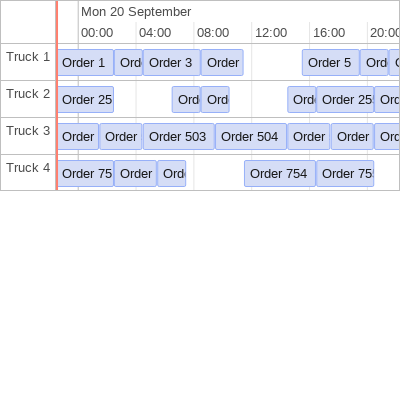 Mon 20 September
00:00 04:00 08:00 12:00 16:00 20:00
Truck 1 Order 1 Ord Order 3 Order Order 5 Ord
Truck 2 Order 25 Ord Ord Ord Order 25 Ord
Truck 3 Order Order Order 503 Order 504 Order Order Ord
Truck 4 Order 75 Order Ord Order 754 Order 75